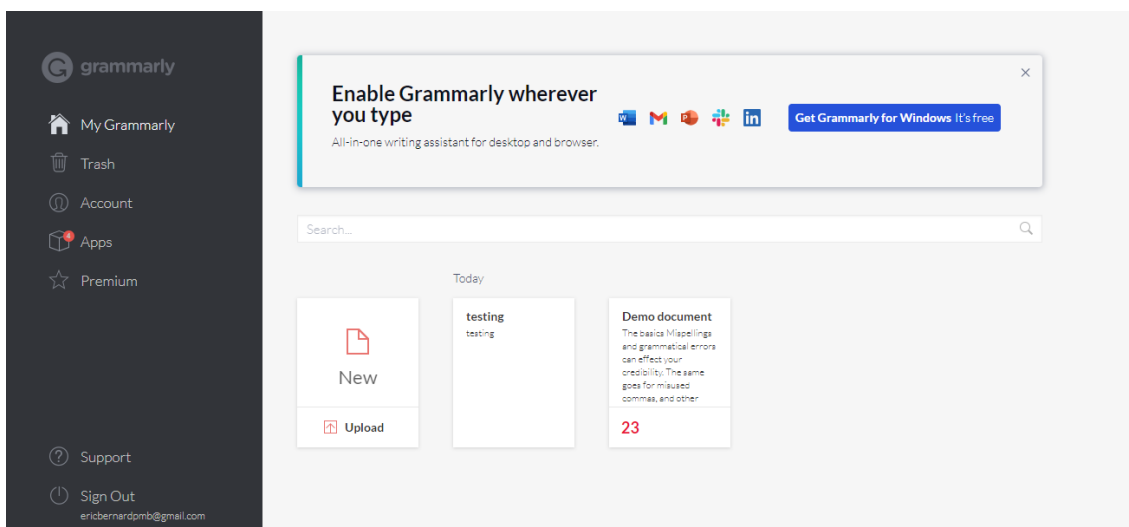 grammarly
My Grammarly
Trash
Account
4
Apps
Premium
Support
Sign Out
ericbernardpmb@gmail.com
Enable Grammarly wherever
you type
All-in-one writing assistant for desktop and browser.
Get Grammarly for Windows It's free
Search...
Today
New
Upload
testing
testing
Demo document
The basics Mispellings
and grammatical errors
can effect your
credibility. The same
goes for misused
commas, and other
23